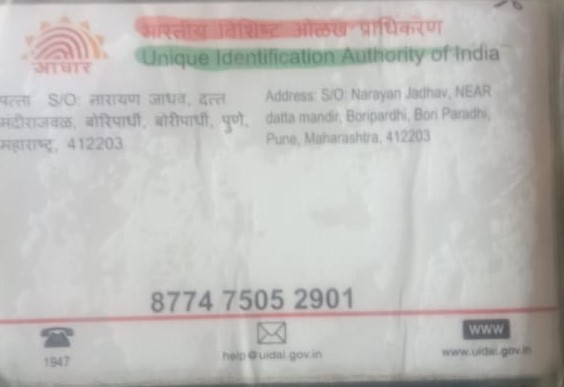 भारतीय विशिष्ट ओळख प्राधिकरण
Unique Identification Authority of India
आधार
पत्ता S/O: नारायण जाधव, दत्त
मंदीराजवळ, बोरिपार्धी, बोरीपार्धी, पुणे,
महाराष्ट्र, 412203
Address: S/O: Narayan Jadhav, NEAR
datta mandir, Boripardhi, Bori Paradhi,
Pune, Maharashtra, 412203
8774 7505 2901
1947
help@uidai.gov.in
www
www.uidai.gov.in